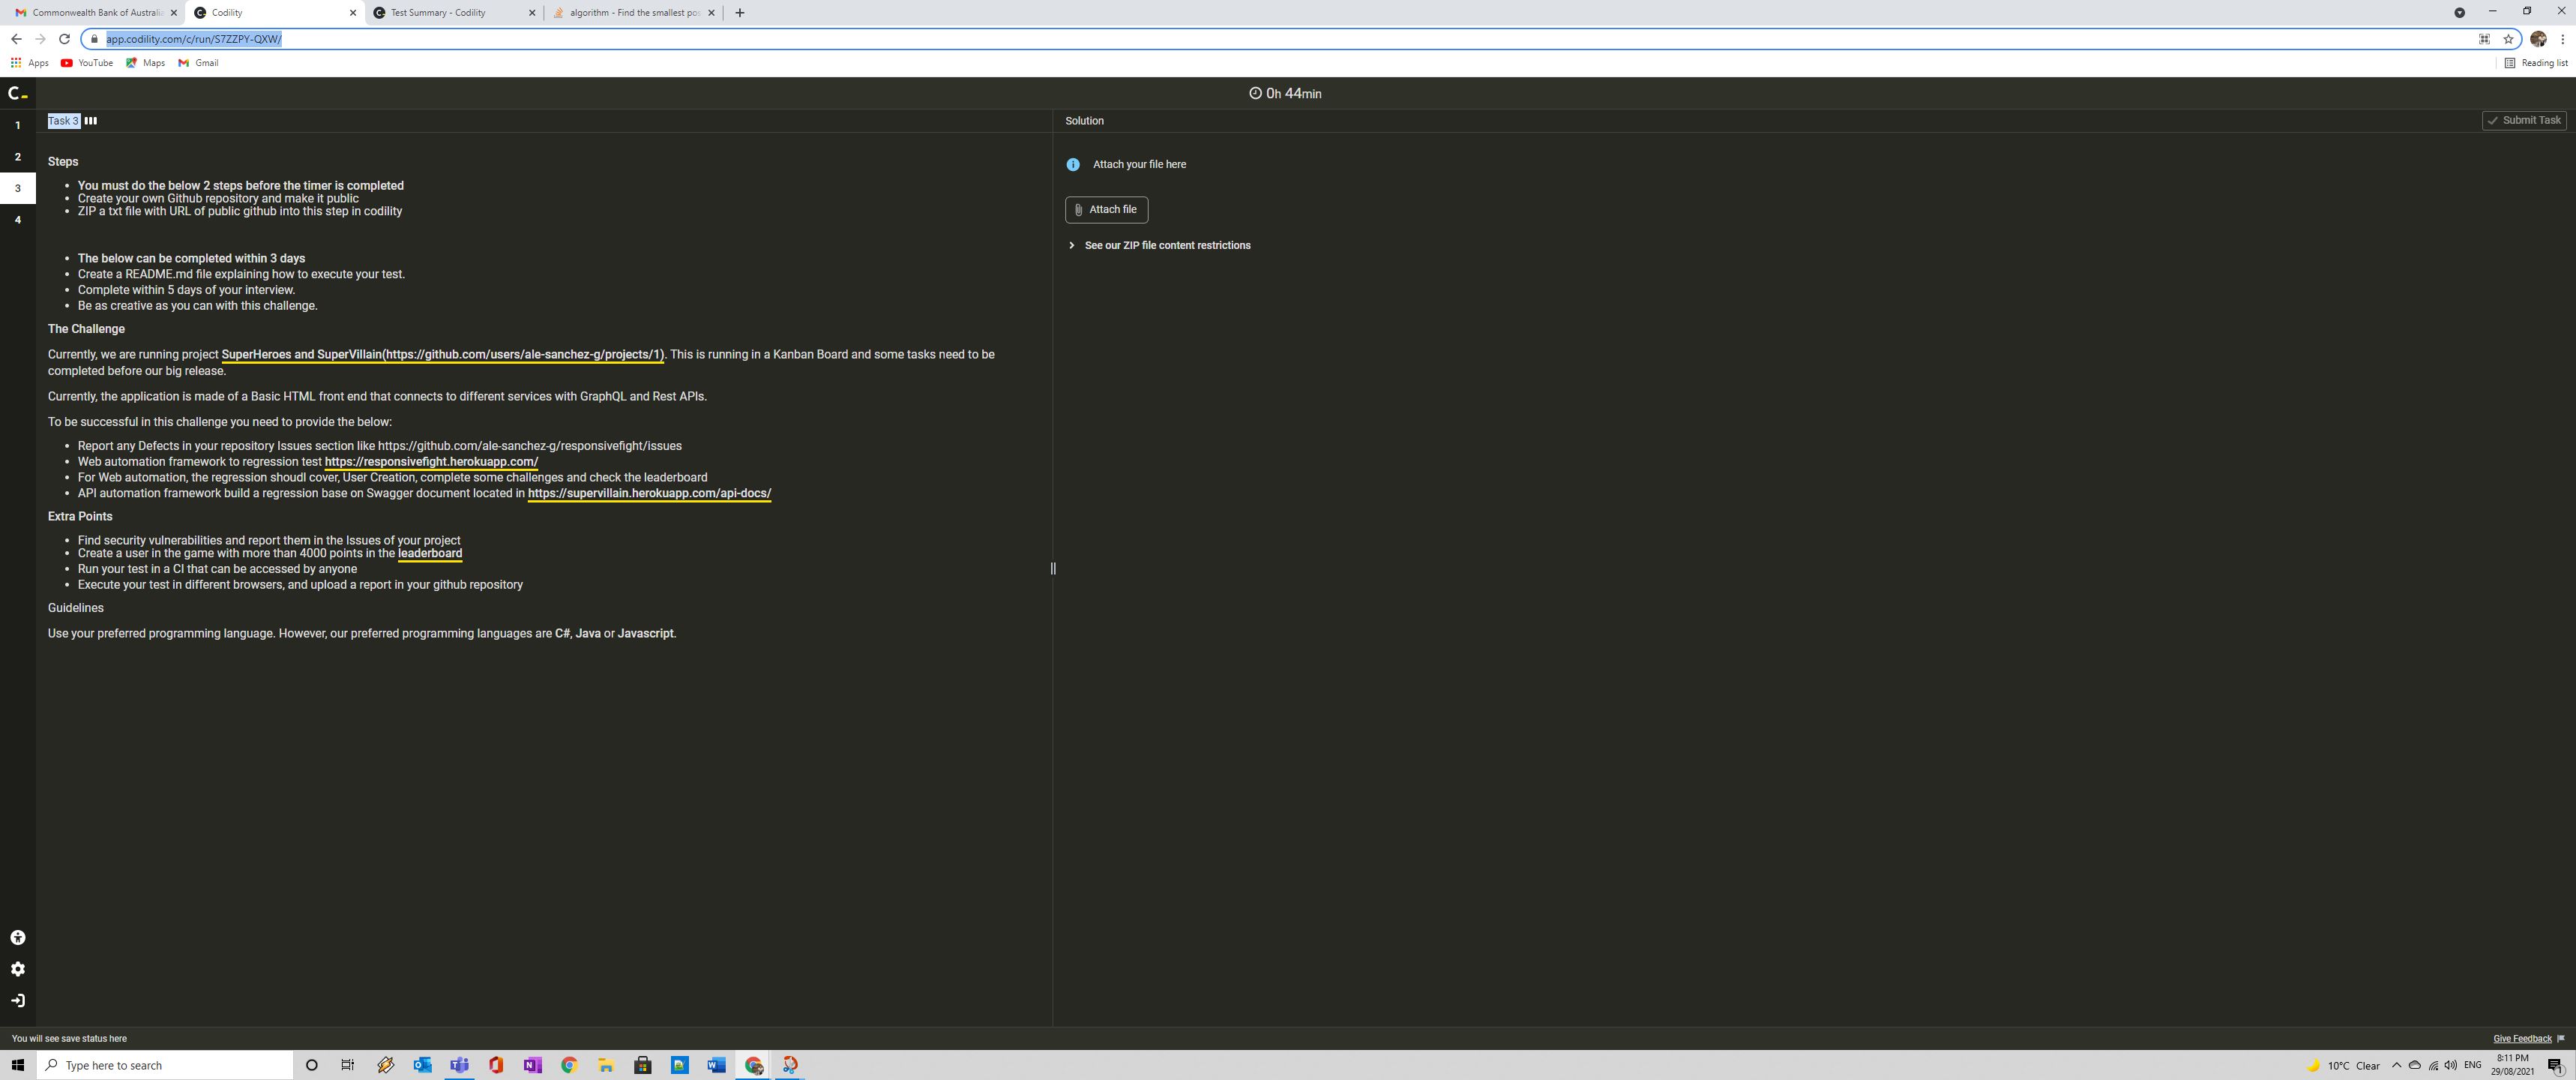 Commonwealth Bank of Australi
Codility
Test Summary - Codility
algorithm - Find the smallest pos
app.codility.com/c/run/S7ZZPY-QXW/
Apps YouTube Maps Gmail Reading list
C_
0h 44min
1
2
3
4
Task 3
Solution
Submit Task
Steps
• You must do the below 2 steps before the timer is completed
• Create your own Github repository and make it public
• ZIP a txt file with URL of public github into this step in codility
• The below can be completed within 3 days
• Create a README.md file explaining how to execute your test.
• Complete within 5 days of your interview.
• Be as creative as you can with this challenge.
The Challenge
Currently, we are running project SuperHeroes and SuperVillain(https://github.com/users/ale-sanchez-g/projects/1). This is running in a Kanban Board and some tasks need to be
completed before our big release.
Currently, the application is made of a Basic HTML front end that connects to different services with GraphQL and Rest APIs.
To be successful in this challenge you need to provide the below:
• Report any Defects in your repository Issues section like https://github.com/ale-sanchez-g/responsivefight/issues
• Web automation framework to regression test https://responsivefight.herokuapp.com/
• For Web automation, the regression shoudl cover, User Creation, complete some challenges and check the leaderboard
• API automation framework build a regression base on Swagger document located in https://supervillain.herokuapp.com/api-docs/
Extra Points
• Find security vulnerabilities and report them in the Issues of your project
• Create a user in the game with more than 4000 points in the leaderboard
• Run your test in a CI that can be accessed by anyone
• Execute your test in different browsers, and upload a report in your github repository
Guidelines
Use your preferred programming language. However, our preferred programming languages are C#, Java or Javascript.
Attach your file here
Attach file
See our ZIP file content restrictions
You will see save status here
Give Feedback
Type here to search
10°C Clear
ENG
8:11 PM
29/08/2021